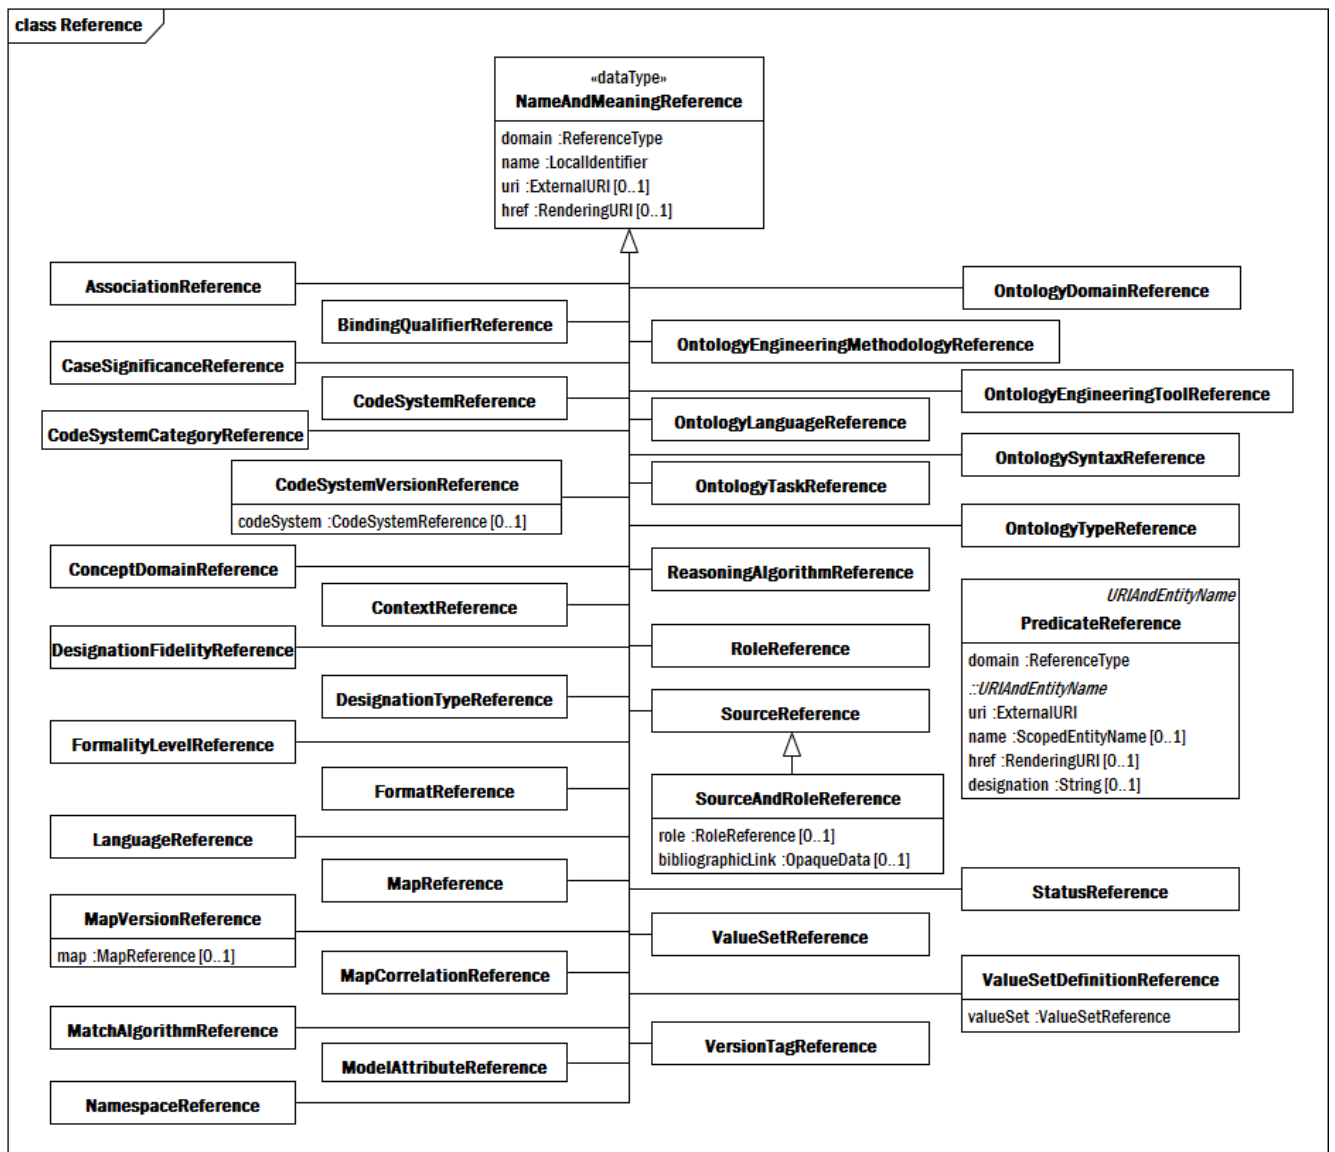 class Reference
«dataType»
NameAndMeaningReference
domain :ReferenceType
name :LocalIdentifier
uri :ExternalURI [0..1]
href :RenderingURI [0..1]
AssociationReference
OntologyDomainReference
BindingQualifierReference
OntologyEngineeringMethodologyReference
CaseSignificanceReference
CodeSystemReference
OntologyEngineeringToolReference
OntologyLanguageReference
CodeSystemCategoryReference
OntologySyntaxReference
CodeSystemVersionReference
codeSystem :CodeSystemReference [0..1]
OntologyTaskReference
OntologyTypeReference
ConceptDomainReference
ReasoningAlgorithmReference
ContextReference
URIAndEntityName
PredicateReference
domain :ReferenceType
::URIAndEntityName
uri :ExternalURI
name :ScopedEntityName [0..1]
href :RenderingURI [0..1]
designation :String [0..1]
DesignationFidelityReference
RoleReference
DesignationTypeReference
SourceReference
FormalityLevelReference
FormatReference
SourceAndRoleReference
role :RoleReference [0..1]
bibliographicLink :OpaqueData [0..1]
LanguageReference
MapReference
StatusReference
MapVersionReference
map :MapReference [0..1]
ValueSetReference
MapCorrelationReference
ValueSetDefinitionReference
valueSet :ValueSetReference
MatchAlgorithmReference
VersionTagReference
ModelAttributeReference
NamespaceReference